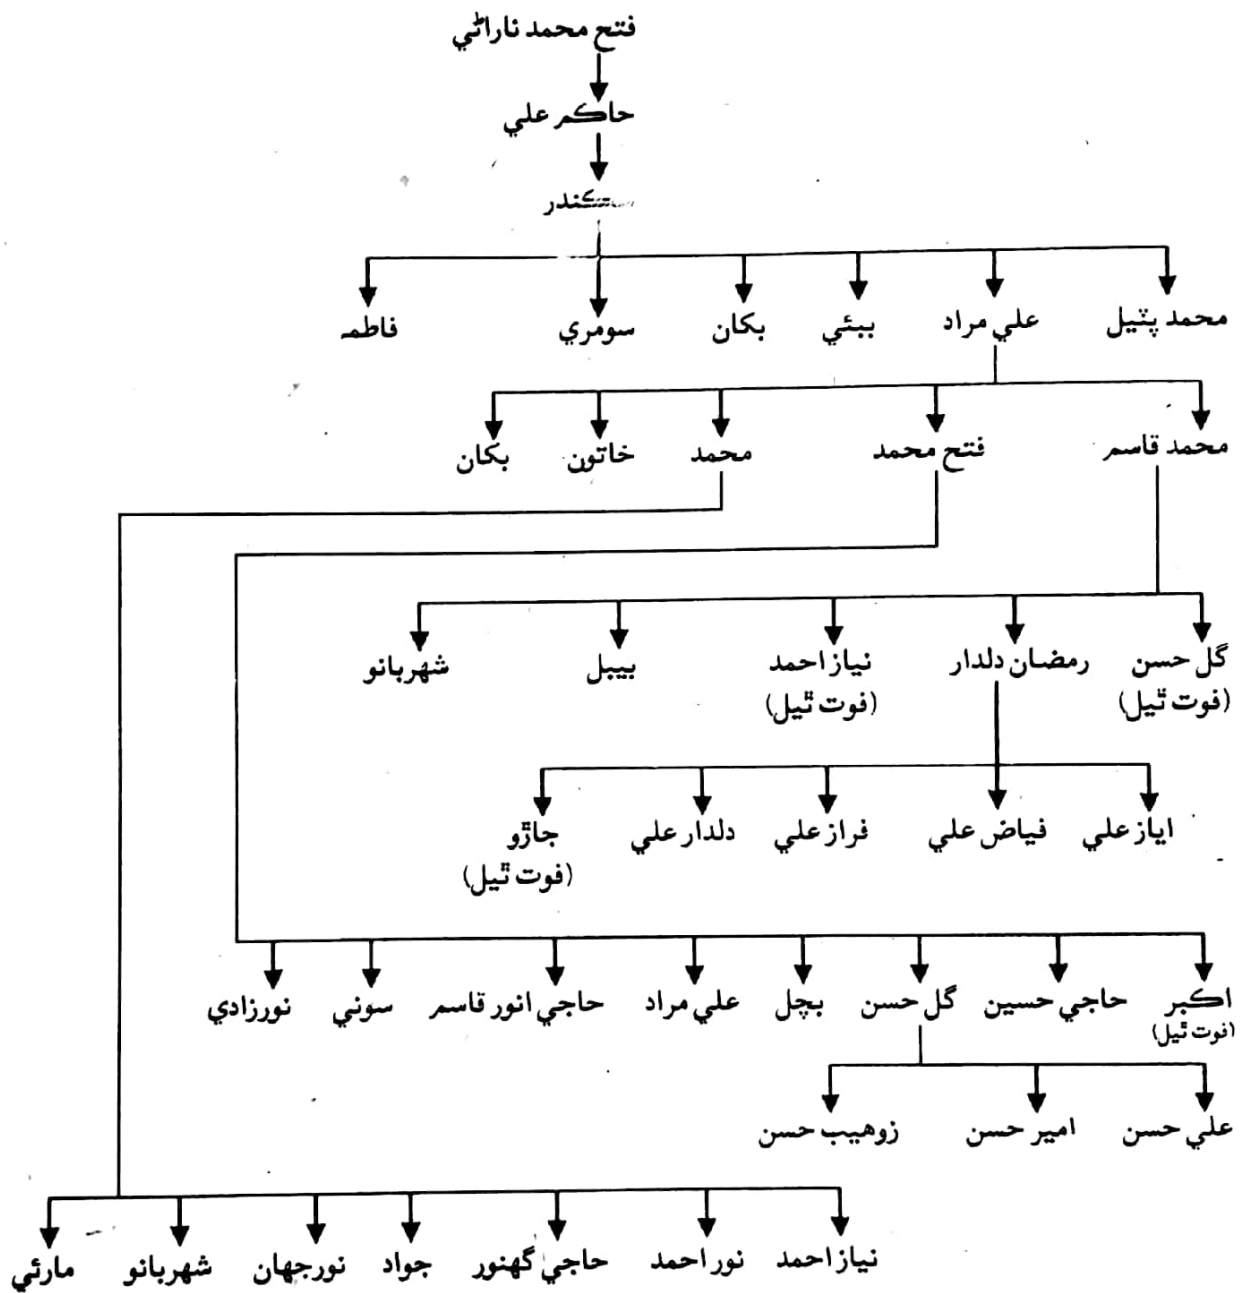 فتح محمد ناراڻي
حاڪم علي
سڪندر
محمد پٽيل علي مراد ٻٻئي بکان سومري فاطمه
محمد قاسم فتح محمد محمد خاتون بکان
گل حسن رمضان دلدار نياز احمد بيبل شهربانو
(فوت ٿيل) (فوت ٿيل)
اياز علي فياض علي فراز علي دلدار علي جاڙو
(فوت ٿيل)
اڪبر حاجي حسين گل حسن بچل علي مراد حاجي انور قاسم سوني نورزادي
(فوت ٿيل)
علي حسن امير حسن زوهيب حسن
نياز احمد نور احمد حاجي گهنور جواد نورجهان شهربانو مارئي